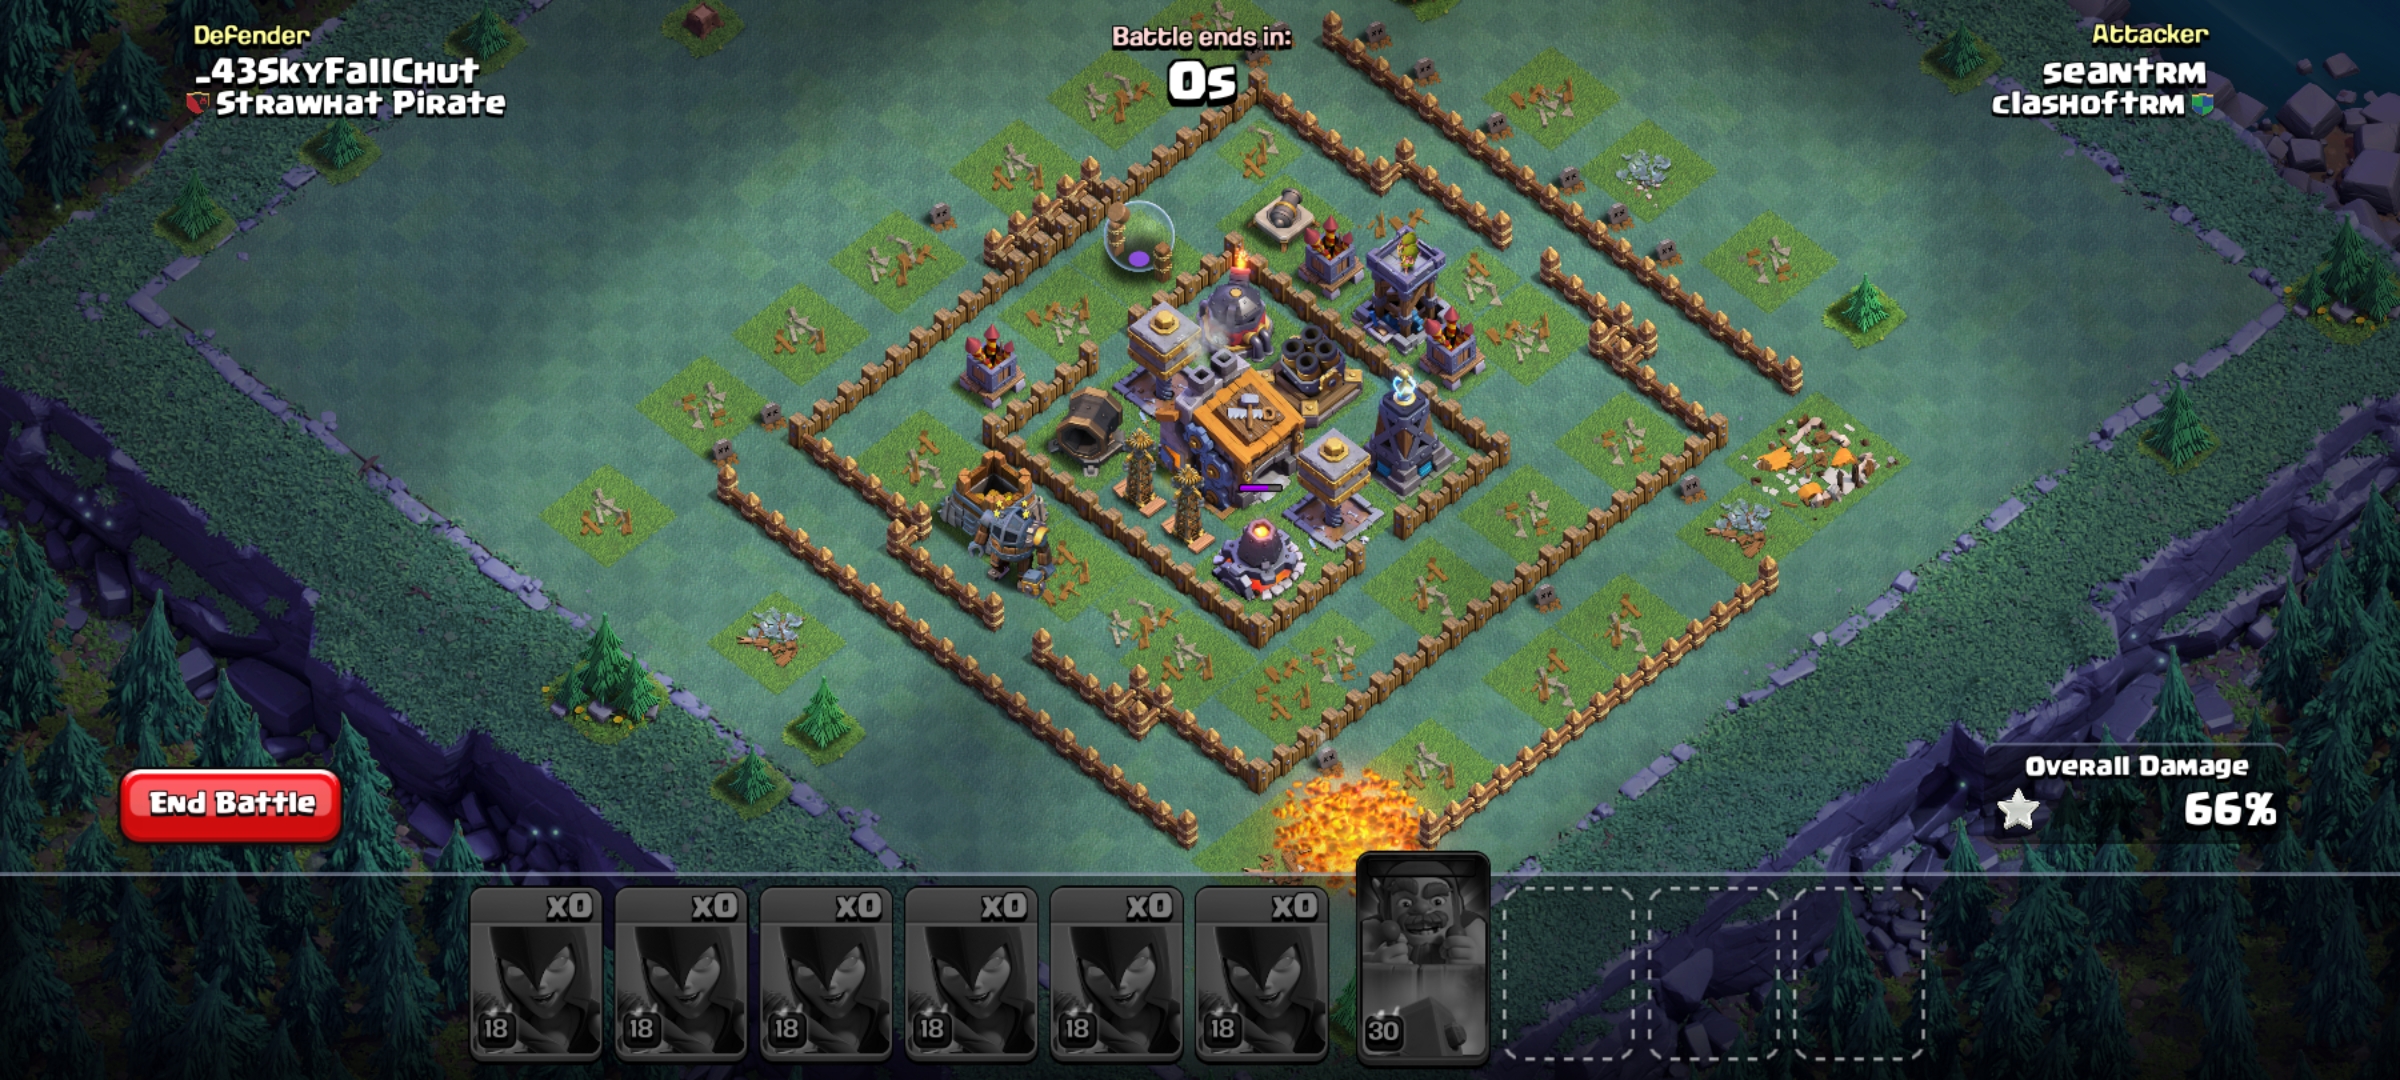 Defender
_43SkyFallChut
Strawhat Pirate
Battle ends in:
0s
Attacker
seantRM
clashoftRM
End Battle
Overall Damage
66%
x0
x0
x0
x0
x0
x0
18
18
18
18
18
18
30